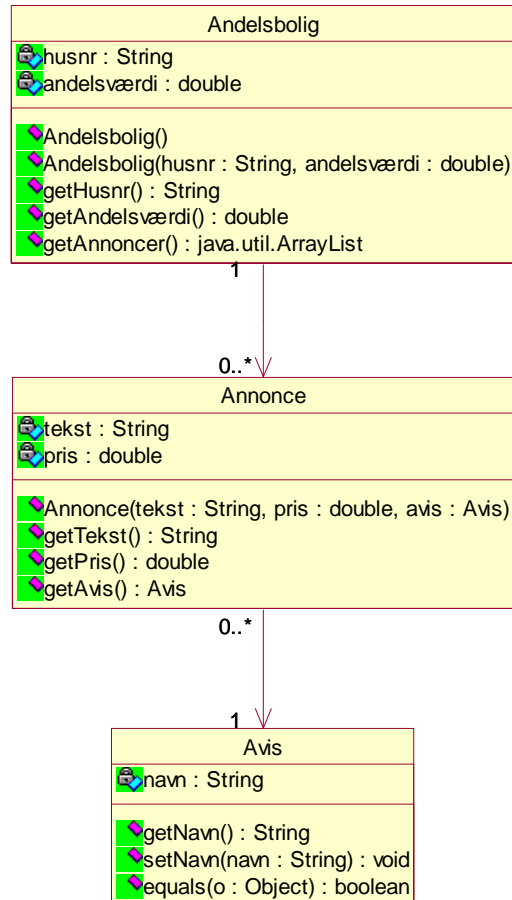 Andelsbolig
husnr : String
andelsværdi : double
Andelsbolig()
Andelsbolig(husnr : String, andelsværdi : double)
getHusnr() : String
getAndelsværdi() : double
getAnnoncer() : java.util.ArrayList
1
0..*
Annonce
tekst : String
pris : double
Annonce(tekst : String, pris : double, avis : Avis)
getTekst() : String
getPris() : double
getAvis() : Avis
0..*
1
Avis
navn : String
getNavn() : String
setNavn(navn : String) : void
equals(o : Object) : boolean